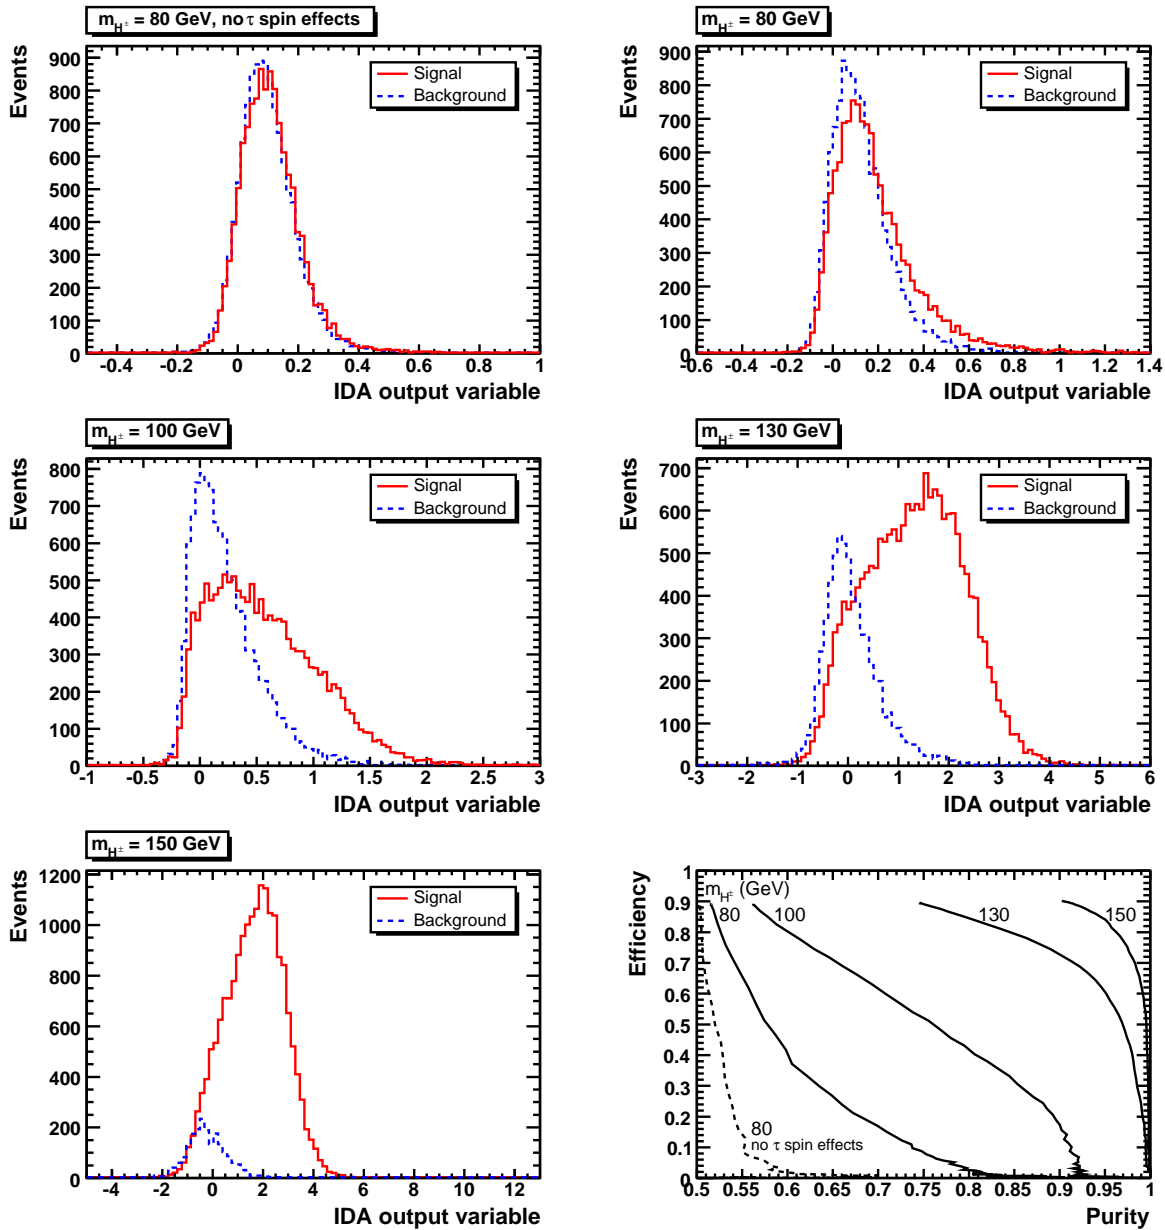 m_H± = 80 GeV, no τ spin effects
Events
900
800
700
600
500
400
300
200
100
0
Signal
Background
-0.4 -0.2 0 0.2 0.4 0.6 0.8 1
IDA output variable
m_H± = 80 GeV
Events
900
800
700
600
500
400
300
200
100
0
Signal
Background
-0.6 -0.4 -0.2 -0 0.2 0.4 0.6 0.8 1 1.2 1.4
IDA output variable
m_H± = 100 GeV
Events
800
700
600
500
400
300
200
100
0
Signal
Background
-1 -0.5 0 0.5 1 1.5 2 2.5 3
IDA output variable
m_H± = 130 GeV
Events
700
600
500
400
300
200
100
0
Signal
Background
-3 -2 -1 0 1 2 3 4 5 6
IDA output variable
m_H± = 150 GeV
Events
1200
1000
800
600
400
200
0
Signal
Background
-4 -2 0 2 4 6 8 10 12
IDA output variable
Efficiency
1
0.9
0.8
0.7
0.6
0.5
0.4
0.3
0.2
0.1
0
m_H± (GeV)
80 100 130 150
80
no τ spin effects
0.5 0.55 0.6 0.65 0.7 0.75 0.8 0.85 0.9 0.95 1
Purity